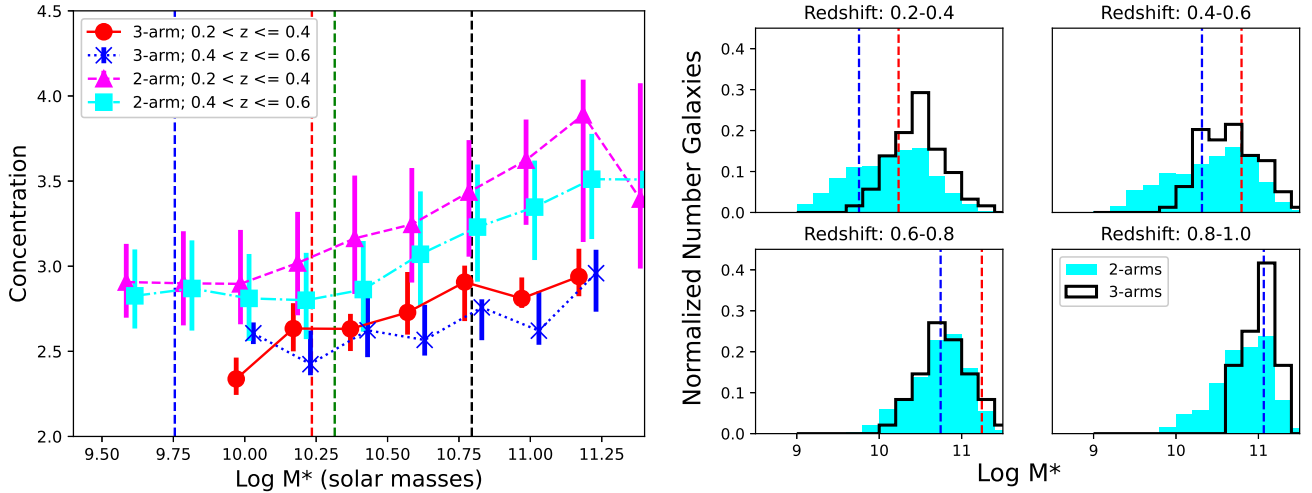 4.5
4.0
3.5
3.0
2.5
2.0
Concentration
3-arm; 0.2 < z <= 0.4
3-arm; 0.4 < z <= 0.6
2-arm; 0.2 < z <= 0.4
2-arm; 0.4 < z <= 0.6
9.50 9.75 10.00 10.25 10.50 10.75 11.00 11.25
Log M* (solar masses)
Normalized Number Galaxies
Redshift: 0.2-0.4
0.4
0.3
0.2
0.1
0.0
Redshift: 0.4-0.6
Redshift: 0.6-0.8
0.4
0.3
0.2
0.1
0.0
9 10 11
Redshift: 0.8-1.0
2-arms
3-arms
9 10 11
Log M*